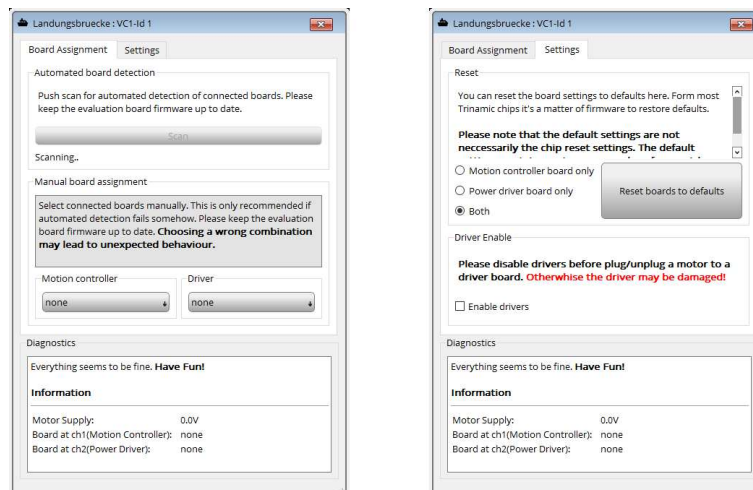 Landungsbruecke : VC1-Id 1
Board Assignment Settings
Automated board detection
Push scan for automated detection of connected boards. Please
keep the evaluation board firmware up to date.
Scan
Scanning..
Manual board assignment
Select connected boards manually. This is only recommended if
automated detection fails somehow. Please keep the evaluation
board firmware up to date. Choosing a wrong combination
may lead to unexpected behaviour.
Motion controller Driver
none none
Diagnostics
Everything seems to be fine. Have Fun!
Information
Motor Supply: 0.0V
Board at ch1(Motion Controller): none
Board at ch2(Power Driver): none
Landungsbruecke : VC1-Id 1
Board Assignment Settings
Reset
You can reset the board settings to defaults here. Form most
Trinamic chips it's a matter of firmware to restore defaults.
Please note that the default settings are not
neccessarily the chip reset settings. The default
Motion controller board only
Power driver board only
Both
Reset boards to defaults
Driver Enable
Please disable drivers before plug/unplug a motor to a
driver board. Otherwhise the driver may be damaged!
Enable drivers
Diagnostics
Everything seems to be fine. Have Fun!
Information
Motor Supply: 0.0V
Board at ch1(Motion Controller): none
Board at ch2(Power Driver): none